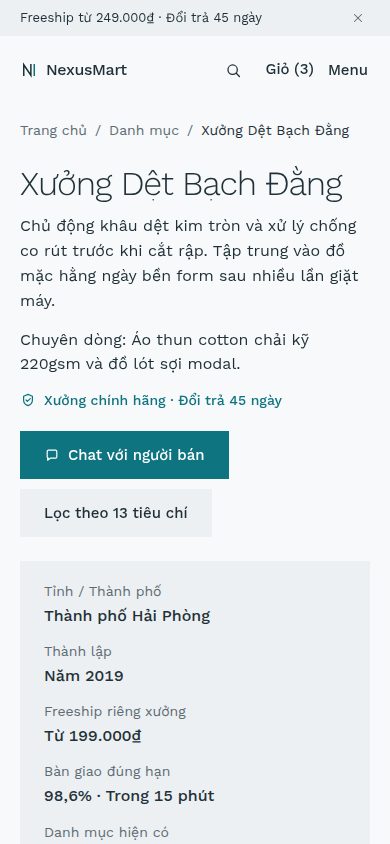 Freeship từ 249.000₫ · Đổi trả 45 ngày
NexusMart
Giỏ (3)
Menu
Trang chủ / Danh mục / Xưởng Dệt Bạch Đằng
Xưởng Dệt Bạch Đằng
Chủ động khâu dệt kim tròn và xử lý chống
co rút trước khi cắt rập. Tập trung vào đồ
mặc hằng ngày bền form sau nhiều lần giặt
máy.
Chuyên dòng: Áo thun cotton chải kỹ
220gsm và đồ lót sợi modal.
Xưởng chính hãng · Đổi trả 45 ngày
Chat với người bán
Lọc theo 13 tiêu chí
Tỉnh / Thành phố
Thành phố Hải Phòng
Thành lập
Năm 2019
Freeship riêng xưởng
Từ 199.000₫
Bàn giao đúng hạn
98,6% · Trong 15 phút
Danh mục hiện có